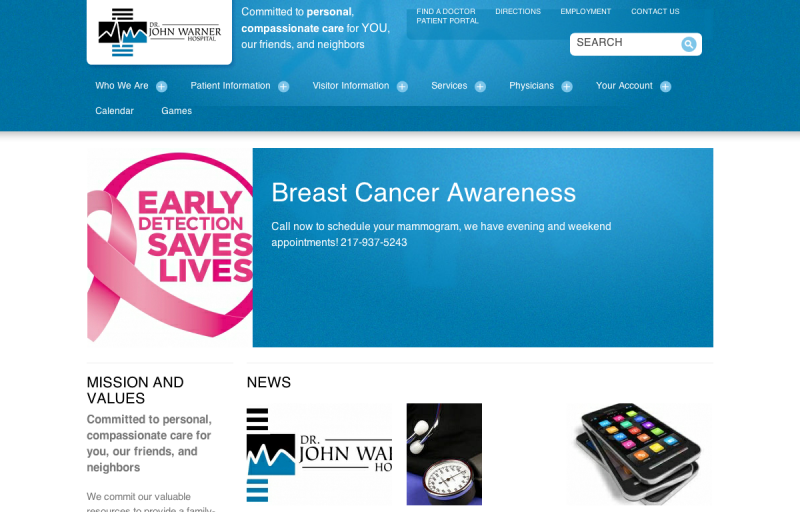 DR.
JOHN WARNER
HOSPITAL
Committed to personal,
compassionate care for YOU,
our friends, and neighbors
FIND A DOCTOR
DIRECTIONS
EMPLOYMENT
CONTACT US
PATIENT PORTAL
SEARCH
Who We Are
Patient Information
Visitor Information
Services
Physicians
Your Account
Calendar
Games
EARLY
DETECTION
SAVES
LIVES
Breast Cancer Awareness
Call now to schedule your mammogram, we have evening and weekend
appointments! 217-937-5243
MISSION AND
VALUES
Committed to personal,
compassionate care for
you, our friends, and
neighbors
We commit our valuable
resources to provide a family-
NEWS
DR.
JOHN WAI
HO